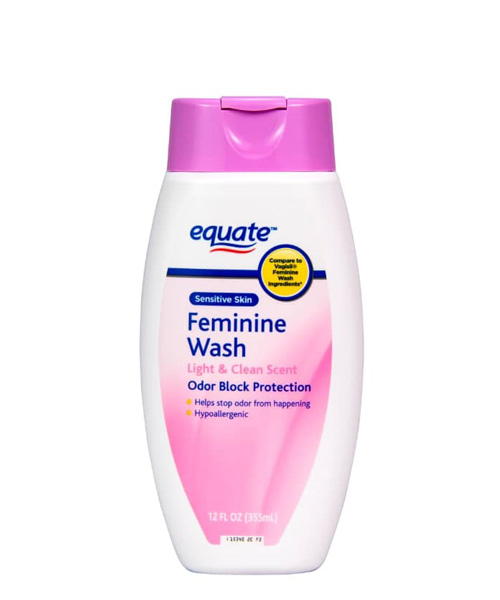 equate™
Compare to
Vagisil®
Feminine
Wash
Ingredients*
Sensitive Skin
Feminine
Wash
Light & Clean Scent
Odor Block Protection
Helps stop odor from happening
Hypoallergenic
12 FL OZ (355mL)